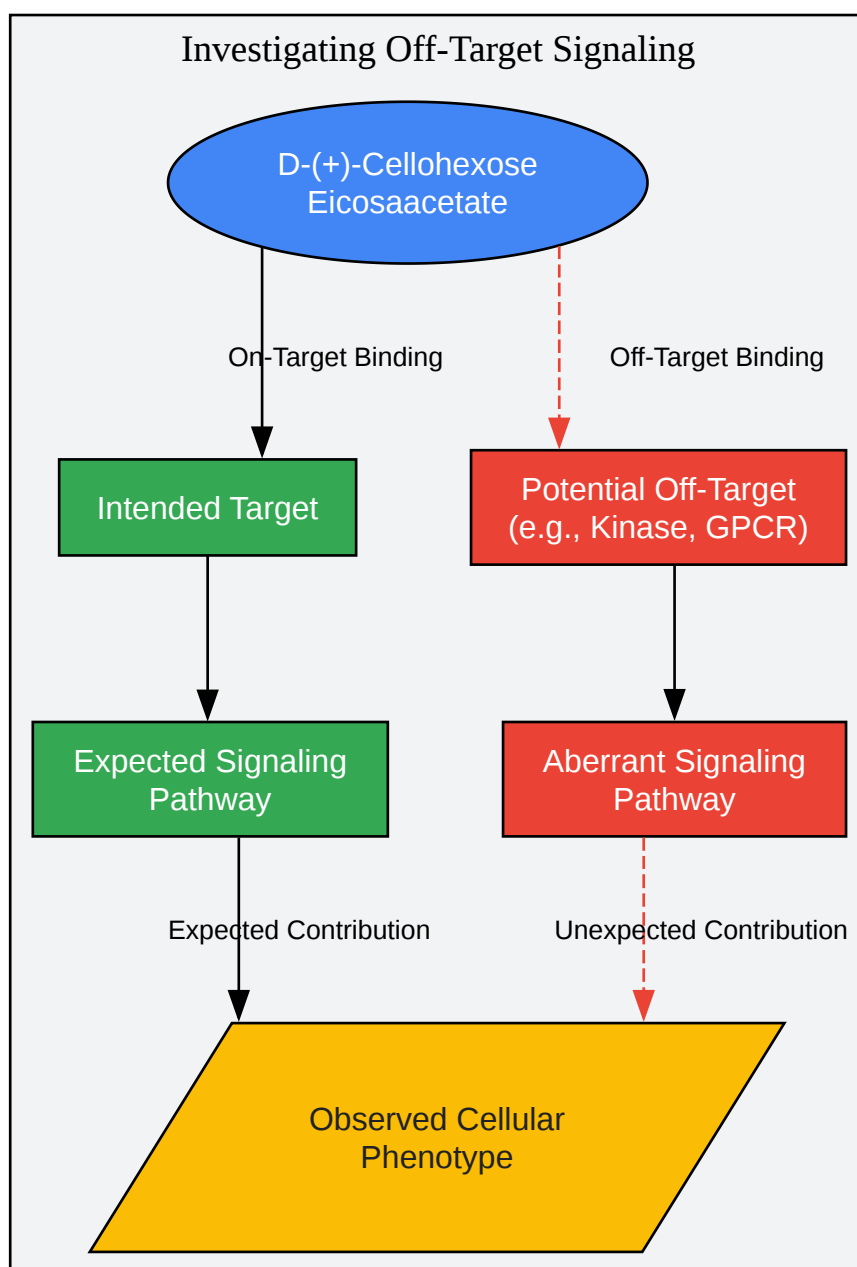 Investigating Off-Target Signaling
D-(+)-Cellohexose
Eicosaacetate
On-Target Binding
Off-Target Binding
Intended Target
Potential Off-Target
(e.g., Kinase, GPCR)
Expected Signaling
Pathway
Aberrant Signaling
Pathway
Expected Contribution
Unexpected Contribution
Observed Cellular
Phenotype